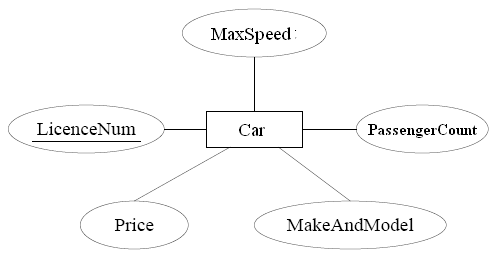 MaxSpeed:
LicenceNum
Car
PassengerCount
Price
MakeAndModel